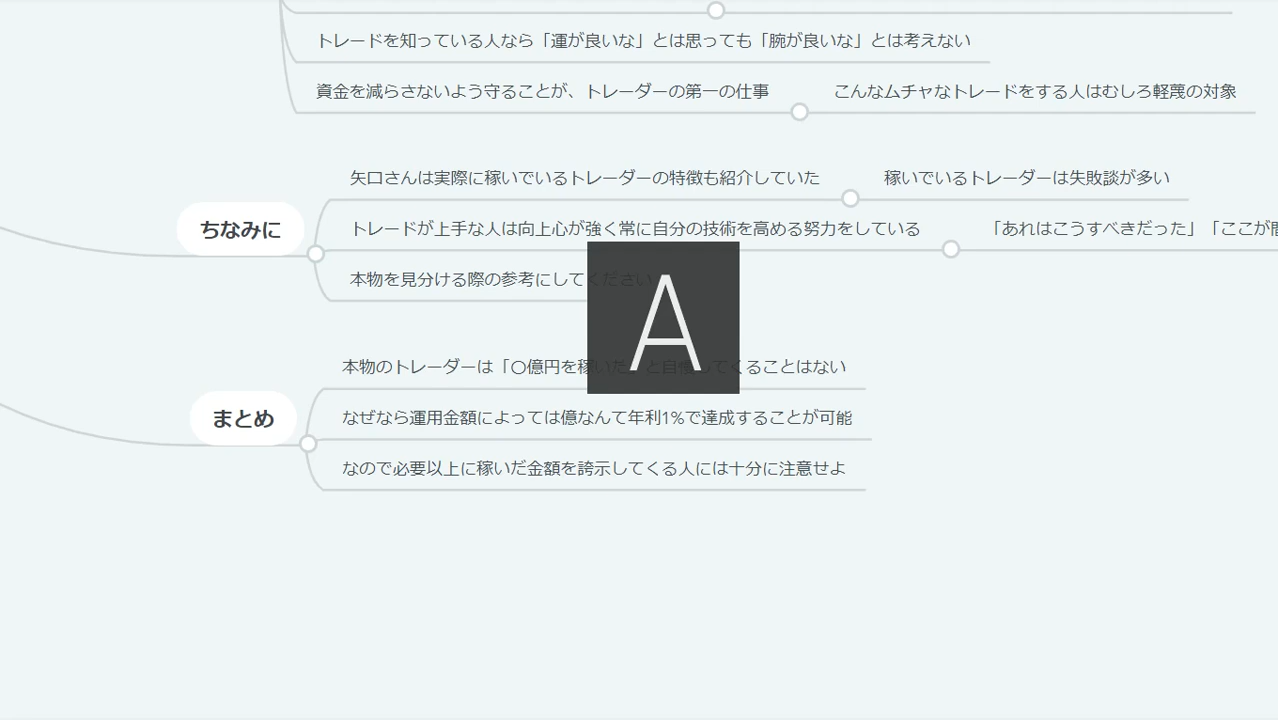 トレードを知っている人なら「運が良いな」とは思っても「腕が良いな」とは考えない
資金を減らさないよう守ることが、トレーダーの第一の仕事
こんなムチャなトレードをする人はむしろ軽蔑の対象
ちなみに
矢口さんは実際に稼いでいるトレーダーの特徴も紹介していた
稼いでいるトレーダーは失敗談が多い
トレードが上手な人は向上心が強く常に自分の技術を高める努力をしている
「あれはこうすべきだった」「ここが
本物を見分ける際の参考にしてください
A
まとめ
本物のトレーダーは「〇億円を稼いだ」と自慢してくることはない
なぜなら運用金額によっては億なんて年利1%で達成することが可能
なので必要以上に稼いだ金額を誇示してくる人には十分に注意せよ